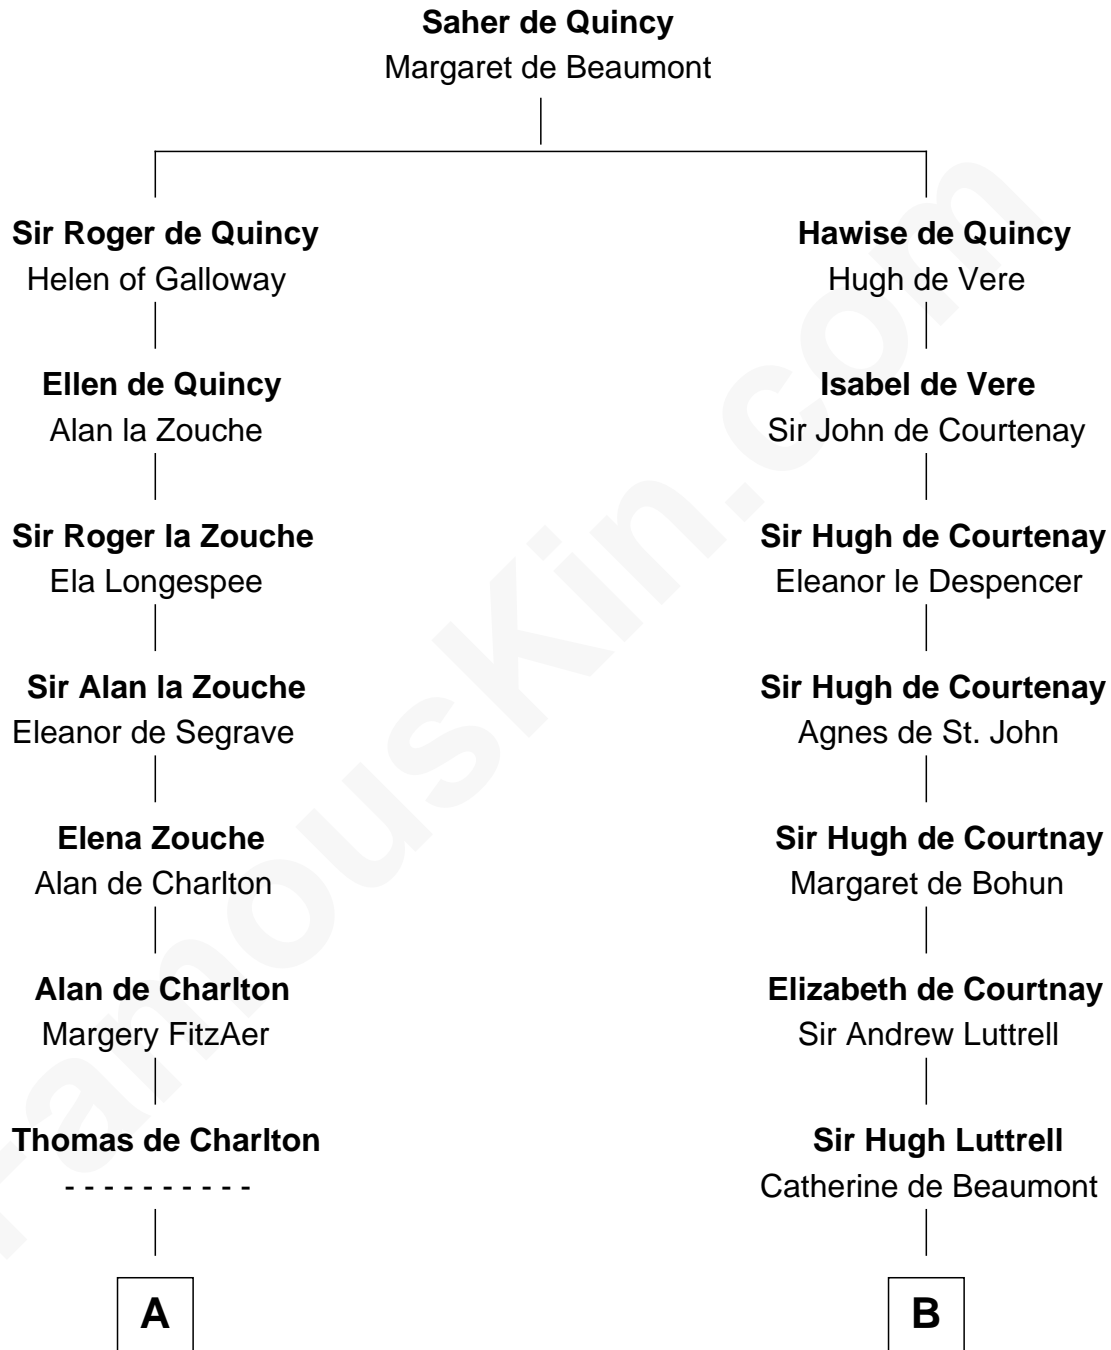 Saher de Quincy
Margaret de Beaumont
Sir Roger de Quincy
Helen of Galloway
Hawise de Quincy
Hugh de Vere
Ellen de Quincy
Alan la Zouche
Isabel de Vere
Sir John de Courtenay
Sir Roger la Zouche
Ela Longespee
Sir Hugh de Courtenay
Eleanor le Despencer
Sir Alan la Zouche
Eleanor de Segrave
Sir Hugh de Courtenay
Agnes de St. John
Elena Zouche
Alan de Charlton
Sir Hugh de Courtnay
Margaret de Bohun
Alan de Charlton
Margery FitzAer
Elizabeth de Courtnay
Sir Andrew Luttrell
Thomas de Charlton
- - - - - - - - - -
Sir Hugh Luttrell
Catherine de Beaumont
A
B
FamousKin.com